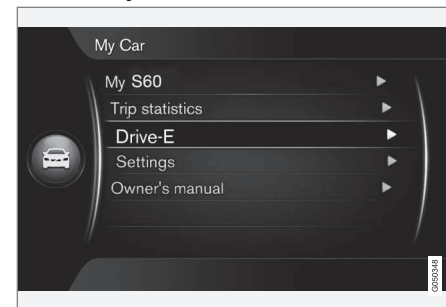 My Car
My S60
Trip statistics
Drive-E
Settings
Owner's manual
G050348